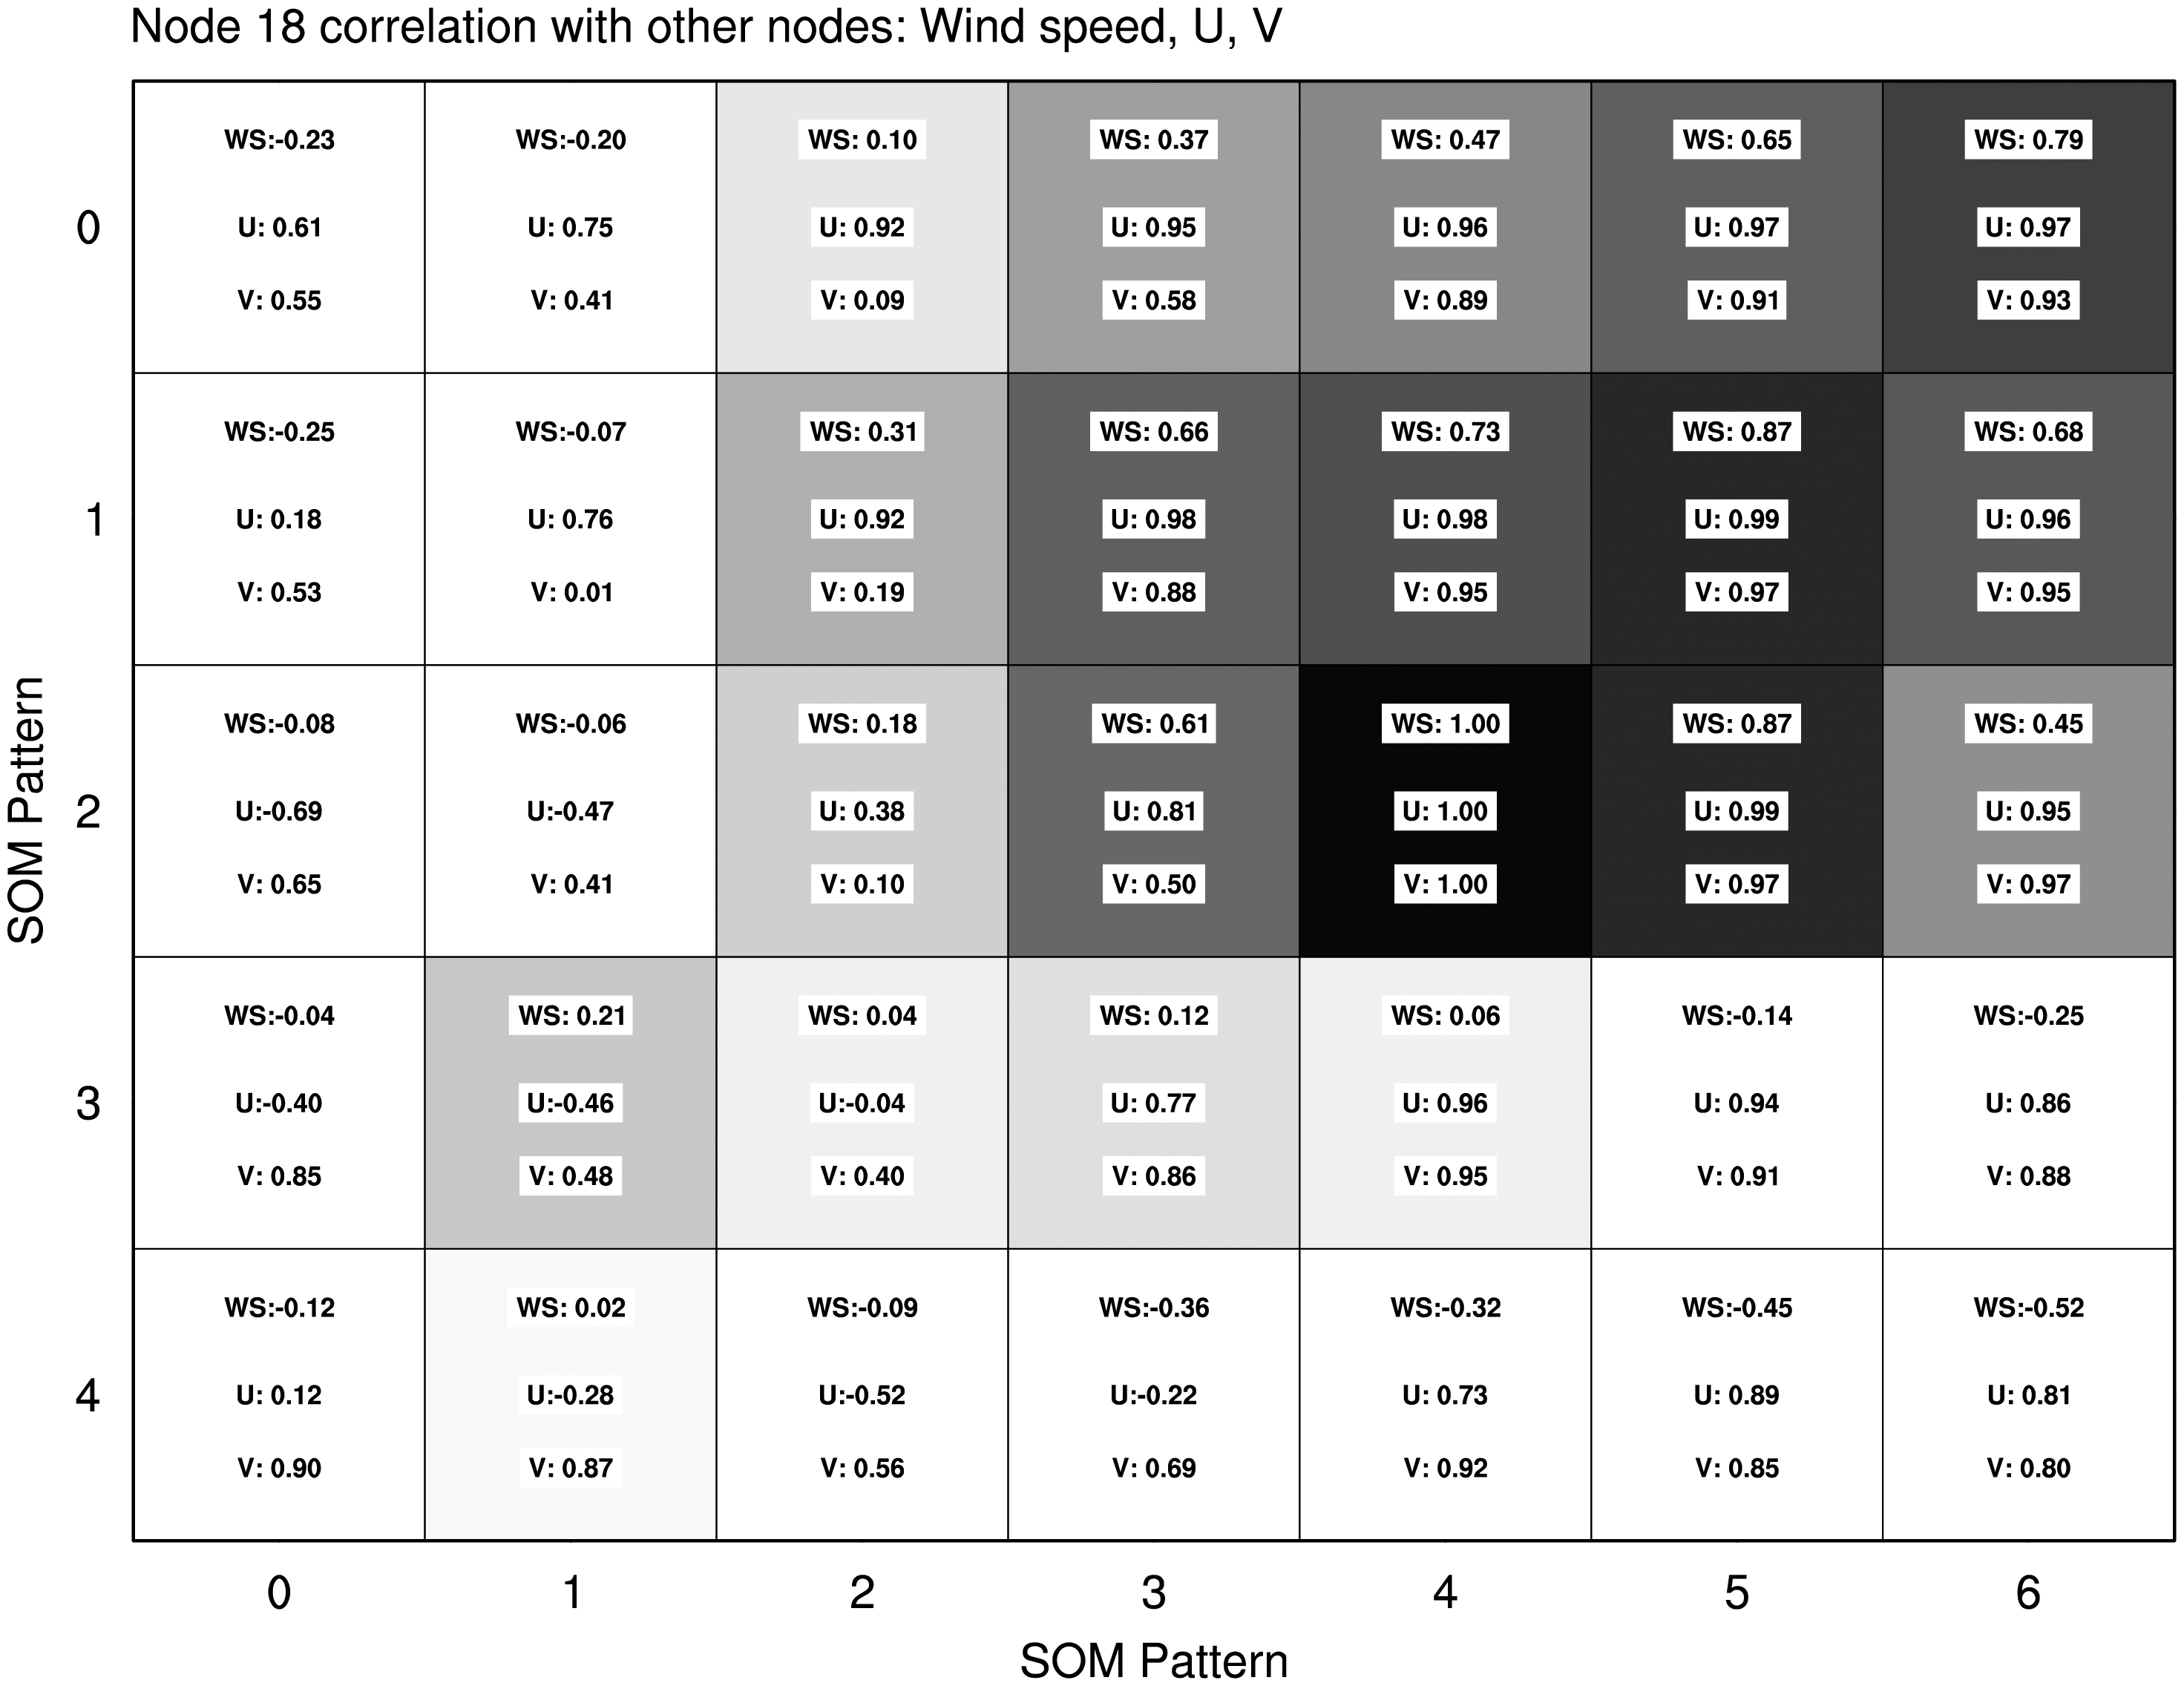 Node 18 correlation with other nodes: Wind speed, U, V
WS:-0.23 WS:-0.20 WS: 0.10 WS: 0.37 WS: 0.47 WS: 0.65 WS: 0.79
0 U: 0.61 U: 0.75 U: 0.92 U: 0.95 U: 0.96 U: 0.97 U: 0.97
V: 0.55 V: 0.41 V: 0.09 V: 0.58 V: 0.89 V: 0.91 V: 0.93
WS:-0.25 WS:-0.07 WS: 0.31 WS: 0.66 WS: 0.73 WS: 0.87 WS: 0.68
1 U: 0.18 U: 0.76 U: 0.92 U: 0.98 U: 0.98 U: 0.99 U: 0.96
V: 0.53 V: 0.01 V: 0.19 V: 0.88 V: 0.95 V: 0.97 V: 0.95
WS:-0.08 WS:-0.06 WS: 0.18 WS: 0.61 WS: 1.00 WS: 0.87 WS: 0.45
SOM Pattern
2 U:-0.69 U:-0.47 U: 0.38 U: 0.81 U: 1.00 U: 0.99 U: 0.95
V: 0.65 V: 0.41 V: 0.10 V: 0.50 V: 1.00 V: 0.97 V: 0.97
WS:-0.04 WS: 0.21 WS: 0.04 WS: 0.12 WS: 0.06 WS:-0.14 WS:-0.25
3 U:-0.40 U:-0.46 U:-0.04 U: 0.77 U: 0.96 U: 0.94 U: 0.86
V: 0.85 V: 0.48 V: 0.40 V: 0.86 V: 0.95 V: 0.91 V: 0.88
WS:-0.12 WS: 0.02 WS:-0.09 WS:-0.36 WS:-0.32 WS:-0.45 WS:-0.52
4 U: 0.12 U:-0.28 U:-0.52 U:-0.22 U: 0.73 U: 0.89 U: 0.81
V: 0.90 V: 0.87 V: 0.56 V: 0.69 V: 0.92 V: 0.85 V: 0.80
0 1 2 3 4 5 6
SOM Pattern